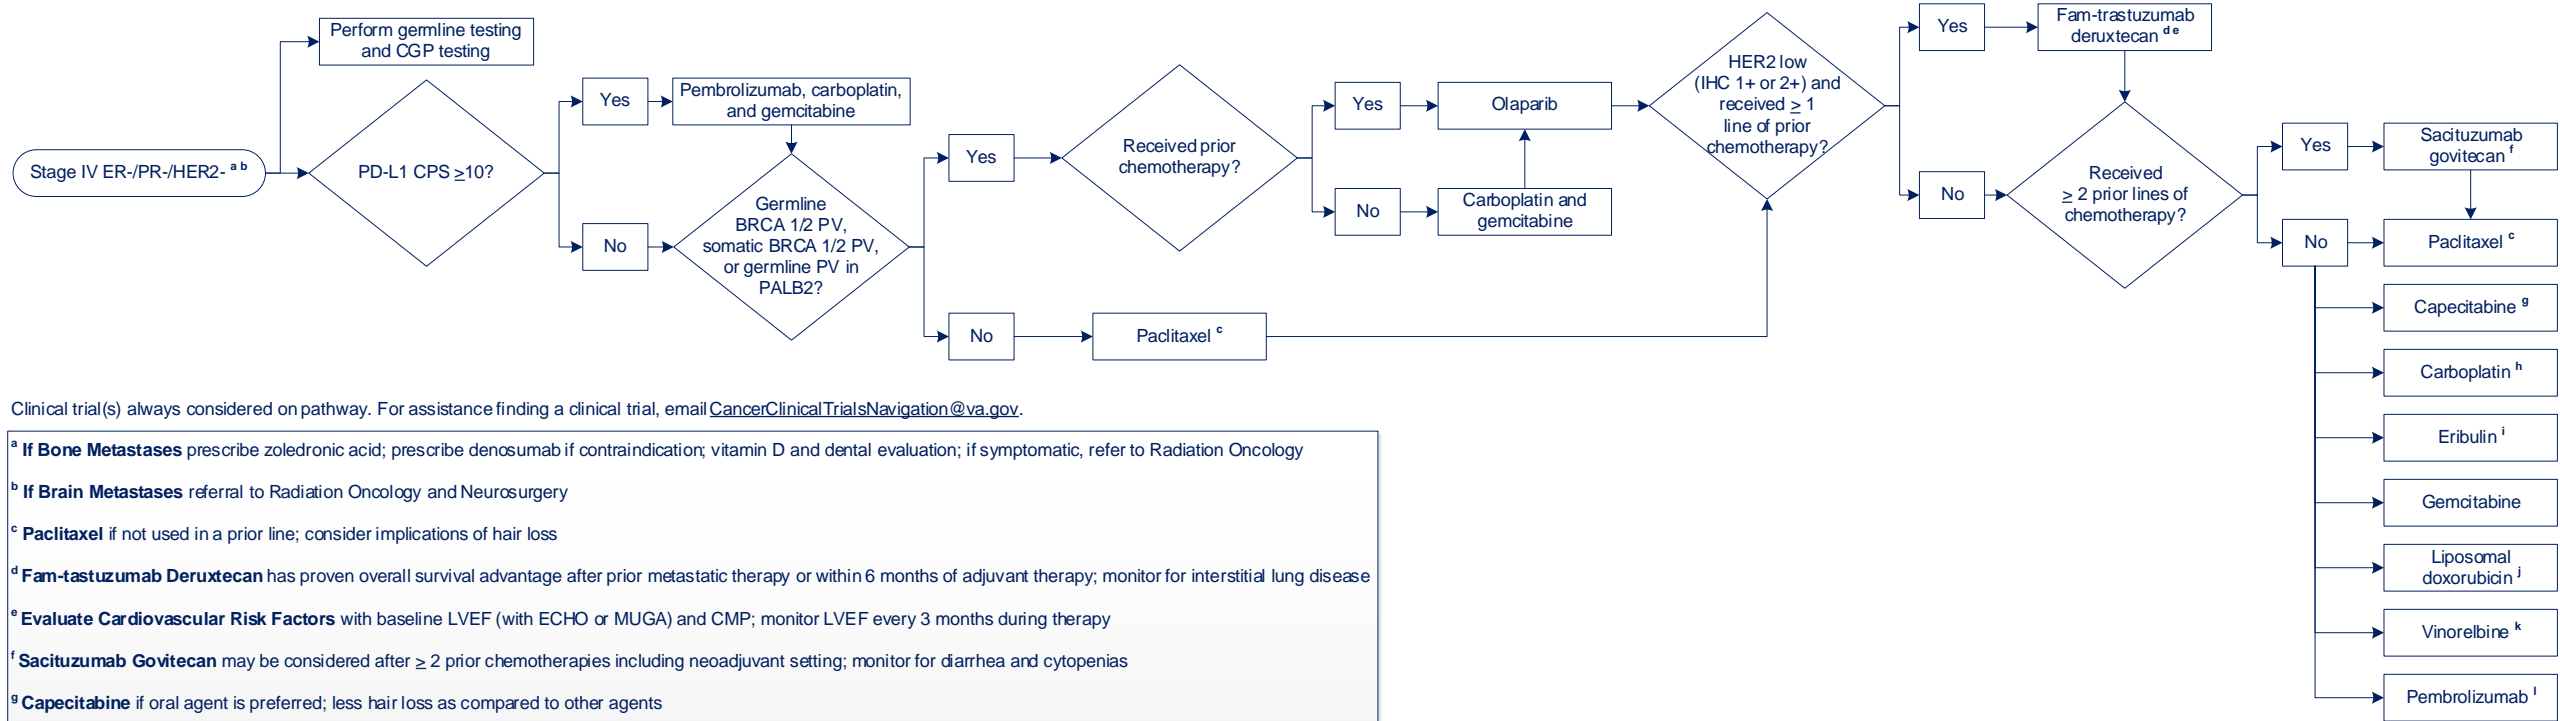 Perform germline testing
and CGP testing
Stage IV ER-/PR-/HER2- a b
PD-L1 CPS ≥10?
Yes
Pembrolizumab, carboplatin,
and gemcitabine
No
Germline
BRCA 1/2 PV,
somatic BRCA 1/2 PV,
or germline PV in
PALB2?
Yes
Received prior
chemotherapy?
Yes
Olaparib
No
Carboplatin and
gemcitabine
No
Paclitaxel c
HER2 low
(IHC 1+ or 2+) and
received ≥ 1
line of prior
chemotherapy?
Yes
Fam-trastuzumab
deruxtecan d e
No
Received
≥ 2 prior lines of
chemotherapy?
Yes
Sacituzumab
govitecan f
No
Paclitaxel c
Capecitabine g
Carboplatin h
Eribulin i
Gemcitabine
Liposomal
doxorubicin j
Vinorelbine k
Pembrolizumab l
Clinical trial(s) always considered on pathway. For assistance finding a clinical trial, email CancerClinicalTrialsNavigation@va.gov.
a If Bone Metastases prescribe zoledronic acid; prescribe denosumab if contraindication; vitamin D and dental evaluation; if symptomatic, refer to Radiation Oncology
b If Brain Metastases referral to Radiation Oncology and Neurosurgery
c Paclitaxel if not used in a prior line; consider implications of hair loss
d Fam-tastuzumab Deruxtecan has proven overall survival advantage after prior metastatic therapy or within 6 months of adjuvant therapy; monitor for interstitial lung disease
e Evaluate Cardiovascular Risk Factors with baseline LVEF (with ECHO or MUGA) and CMP; monitor LVEF every 3 months during therapy
f Sacituzumab Govitecan may be considered after ≥ 2 prior chemotherapies including neoadjuvant setting; monitor for diarrhea and cytopenias
g Capecitabine if oral agent is preferred; less hair loss as compared to other agents